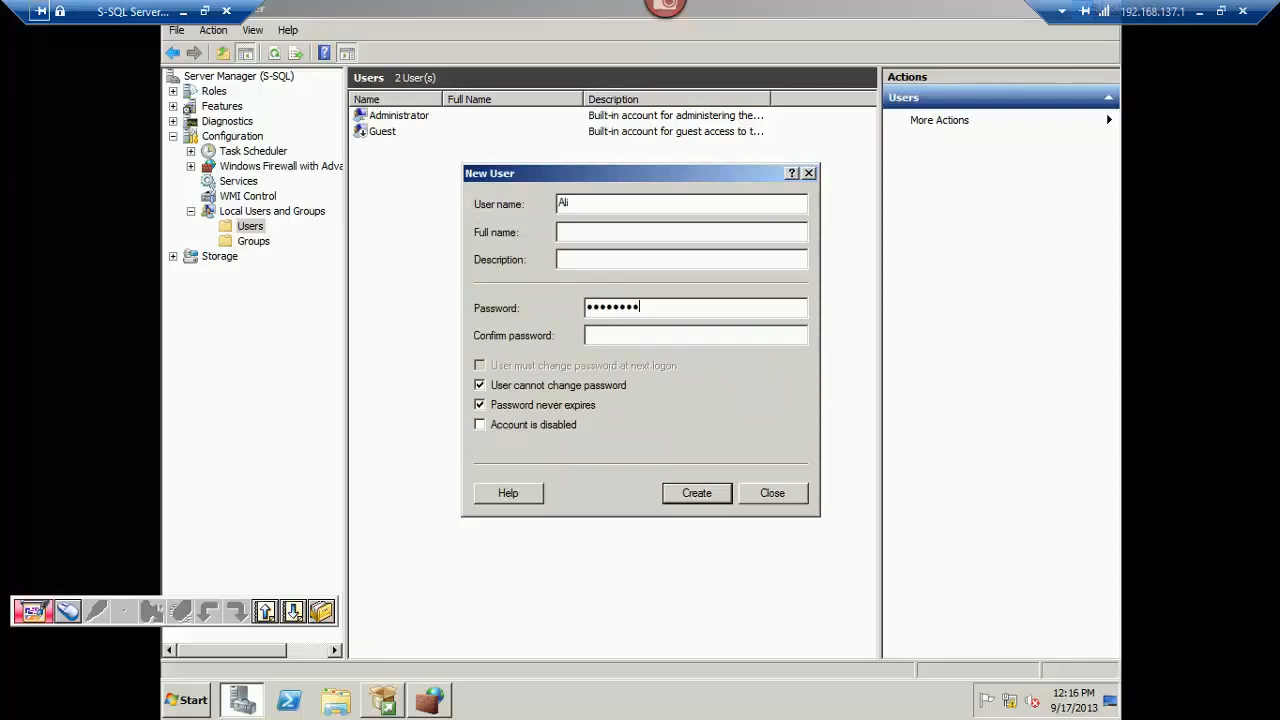 S-SQL Server...
192.168.137.1
File Action View Help
Server Manager (S-SQL)
Roles
Features
Diagnostics
Configuration
Task Scheduler
Windows Firewall with Adva
Services
WMI Control
Local Users and Groups
Users
Groups
Storage
Users 2 User(s)
Name Full Name Description
Administrator Built-in account for administering the...
Guest Built-in account for guest access to t...
New User
User name: Ali
Full name:
Description:
Password: ••••••••
Confirm password:
User must change password at next logon
User cannot change password
Password never expires
Account is disabled
Help Create Close
Actions
Users
More Actions
Start
12:16 PM
9/17/2013